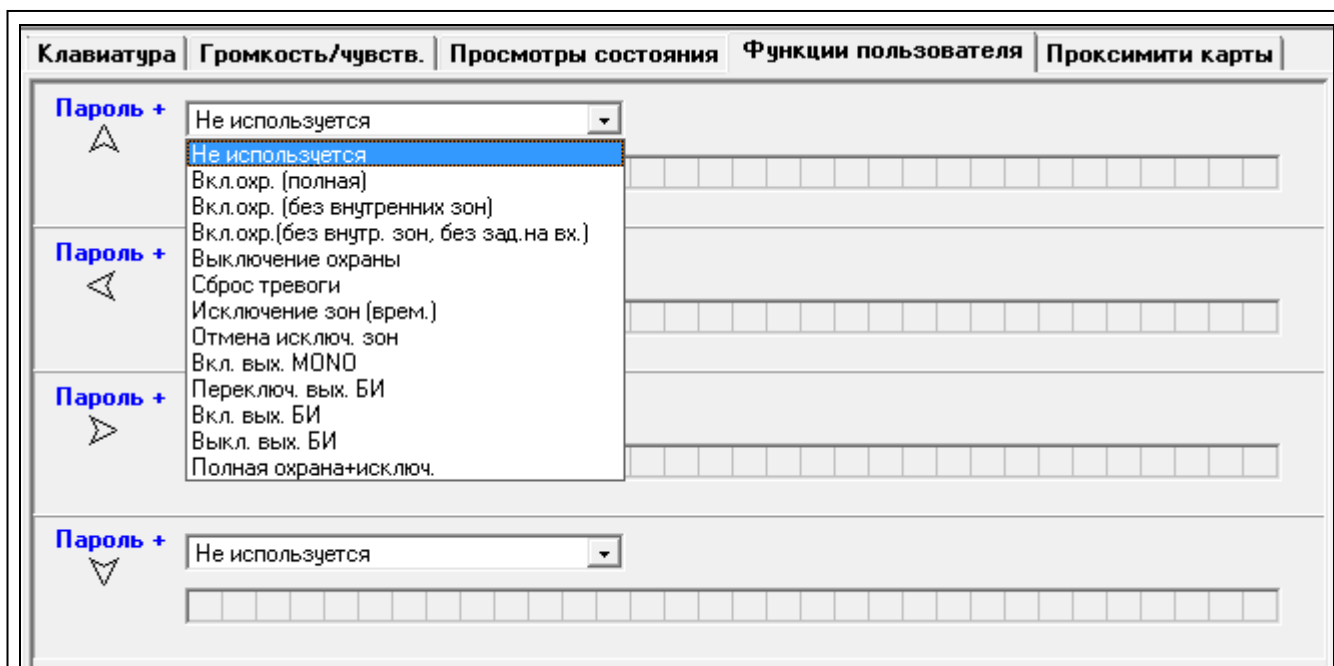 Клавиатура Громкость/чувств. Просмотры состояния Функции пользователя Проксимити карты
Пароль +
Не используется
Не используется
Вкл.охр. (полная)
Вкл.охр. (без внутренних зон)
Вкл.охр.(без внутр. зон, без зад.на вх.)
Пароль +
Выключение охраны
Сброс тревоги
Исключение зон (врем.)
Отмена исключ. зон
Вкл. вых. MONO
Переключ. вых. БИ
Пароль +
Вкл. вых. БИ
Выкл. вых. БИ
Полная охрана+исключ.
Пароль +
Не используется